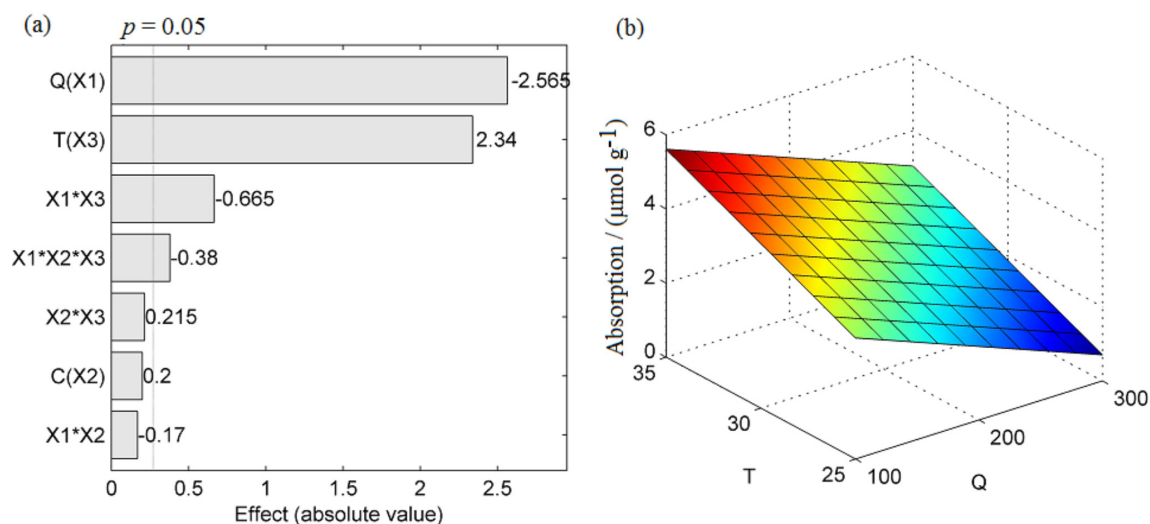 (a)
p = 0.05
Q(X1)
-2.565
T(X3)
2.34
X1*X3
-0.665
X1*X2*X3
-0.38
X2*X3
0.215
C(X2)
0.2
X1*X2
-0.17
0 0.5 1 1.5 2 2.5
Effect (absolute value)
(b)
Absorption / (µmol g-1)
6
4
2
0
35
30
25
T
100
200
300
Q